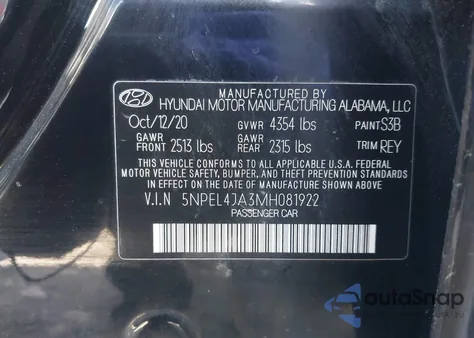 MANUFACTURED BY
HYUNDAI MOTOR MANUFACTURING ALABAMA, LLC
Oct/12/20 GVWR 4354 lbs PAINT S3B
GAWR FRONT 2513 lbs GAWR REAR 2315 lbs TRIM REY
THIS VEHICLE CONFORMS TO ALL APPLICABLE U.S.A. FEDERAL
MOTOR VEHICLE SAFETY, BUMPER, AND THEFT PREVENTION STANDARDS
IN EFFECT ON THE DATE OF MANUFACTURE SHOWN ABOVE.
V.I.N 5NPEL4JA3MH081922
PASSENGER CAR
autoSnap